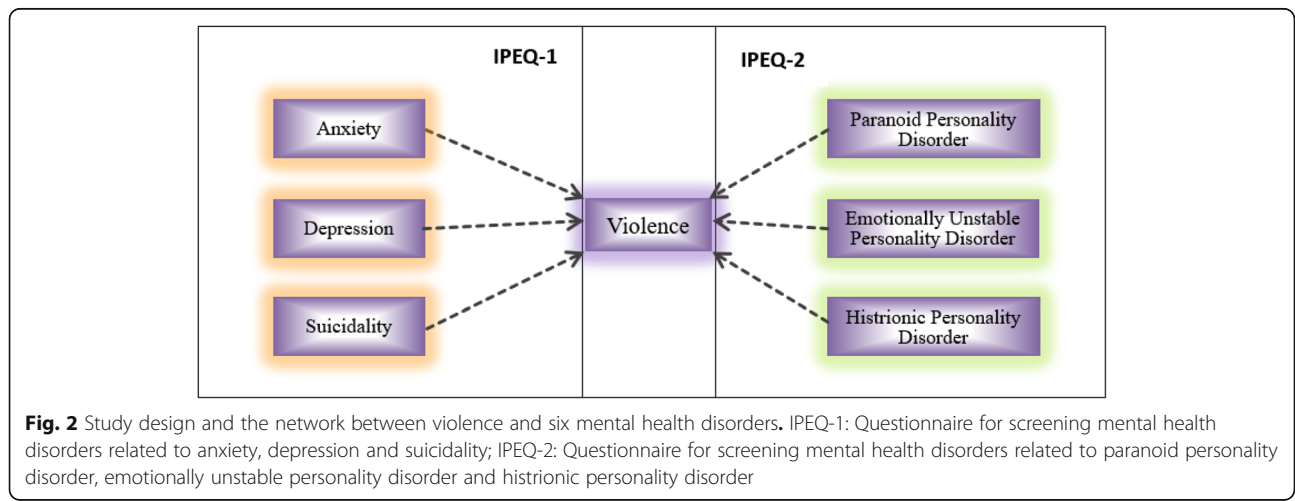 IPEQ-1
IPEQ-2
Anxiety
Depression
Suicidality
Violence
Paranoid Personality
Disorder
Emotionally Unstable
Personality Disorder
Histrionic Personality
Disorder
Fig. 2 Study design and the network between violence and six mental health disorders. IPEQ-1: Questionnaire for screening mental health
disorders related to anxiety, depression and suicidality; IPEQ-2: Questionnaire for screening mental health disorders related to paranoid personality
disorder, emotionally unstable personality disorder and histrionic personality disorder